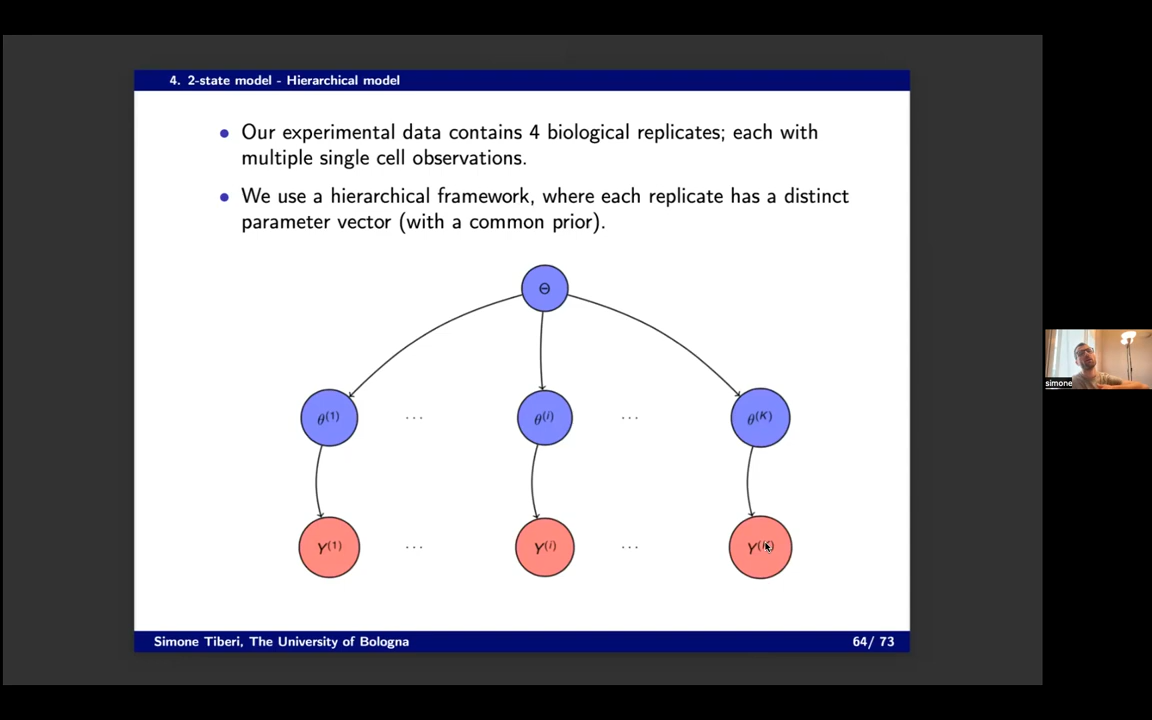 4. 2-state model - Hierarchical model
Our experimental data contains 4 biological replicates; each with
multiple single cell observations.
We use a hierarchical framework, where each replicate has a distinct
parameter vector (with a common prior).
Θ
θ(1) ... θ(i) ... θ(K)
Y(1) ... Y(i) ...
simone
Simone Tiberi, The University of Bologna 64/ 73